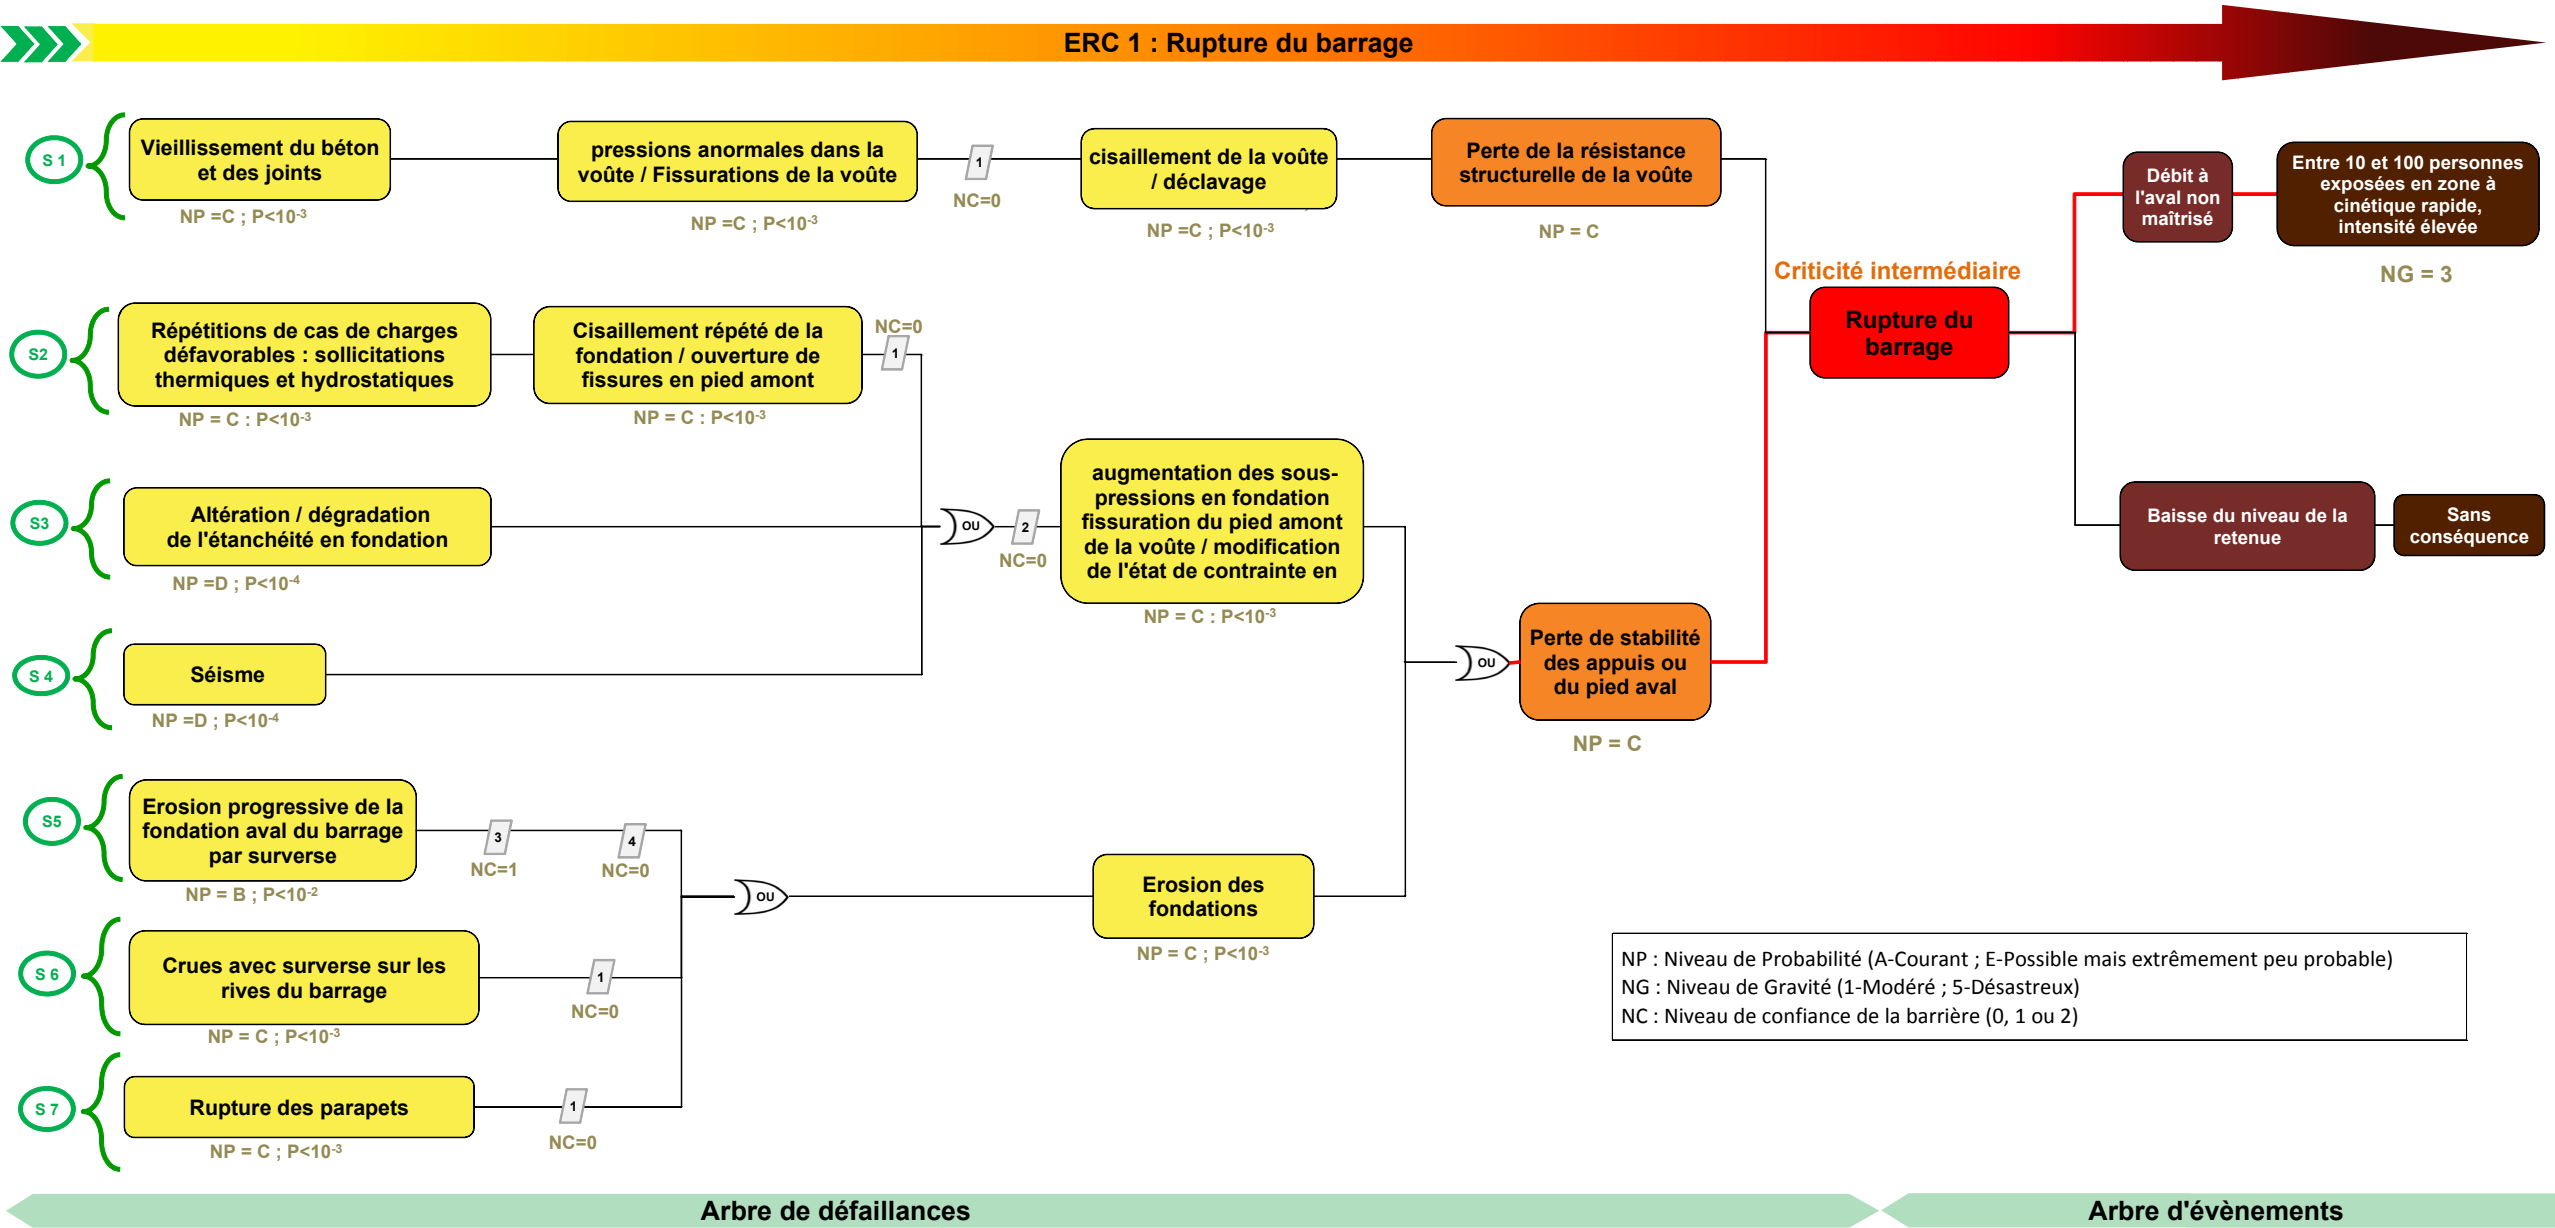 ERC 1 : Rupture du barrage
S 1
Vieillissement du béton
et des joints
NP =C ; P<10-3
pressions anormales dans la
voûte / Fissurations de la voûte
NP =C ; P<10-3
1
NC=0
cisaillement de la voûte
/ déclavage
NP =C ; P<10-3
Perte de la résistance
structurelle de la voûte
NP = C
Débit à
l'aval non
maîtrisé
Entre 10 et 100 personnes
exposées en zone à
cinétique rapide,
intensité élevée
NG = 3
Criticité intermédiaire
Rupture du
barrage
S2
Répétitions de cas de charges
défavorables : sollicitations
thermiques et hydrostatiques
NP = C : P<10-3
Cisaillement répété de la
fondation / ouverture de
fissures en pied amont
NP = C : P<10-3
NC=0
1
S3
Altération / dégradation
de l'étanchéité en fondation
NP =D ; P<10-4
OU
2
NC=0
augmentation des sous-
pressions en fondation
fissuration du pied amont
de la voûte / modification
de l'état de contrainte en
NP = C : P<10-3
Baisse du niveau de la
retenue
Sans
conséquence
S 4
Séisme
NP =D ; P<10-4
OU
Perte de stabilité
des appuis ou
du pied aval
NP = C
S5
Erosion progressive de la
fondation aval du barrage
par surverse
NP = B ; P<10-2
3
NC=1
4
NC=0
OU
Erosion des
fondations
NP = C ; P<10-3
S 6
Crues avec surverse sur les
rives du barrage
NP = C ; P<10-3
1
NC=0
S 7
Rupture des parapets
NP = C ; P<10-3
1
NC=0
NP : Niveau de Probabilité (A-Courant ; E-Possible mais extrêmement peu probable)
NG : Niveau de Gravité (1-Modéré ; 5-Désastreux)
NC : Niveau de confiance de la barrière (0, 1 ou 2)
Arbre de défaillances
Arbre d'évènements